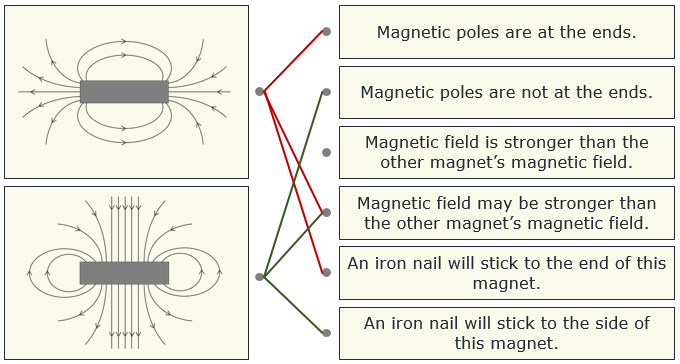 Magnetic poles are at the ends.
Magnetic poles are not at the ends.
Magnetic field is stronger than the
other magnet’s magnetic field.
Magnetic field may be stronger than
the other magnet’s magnetic field.
An iron nail will stick to the end of this
magnet.
An iron nail will stick to the side of
this magnet.